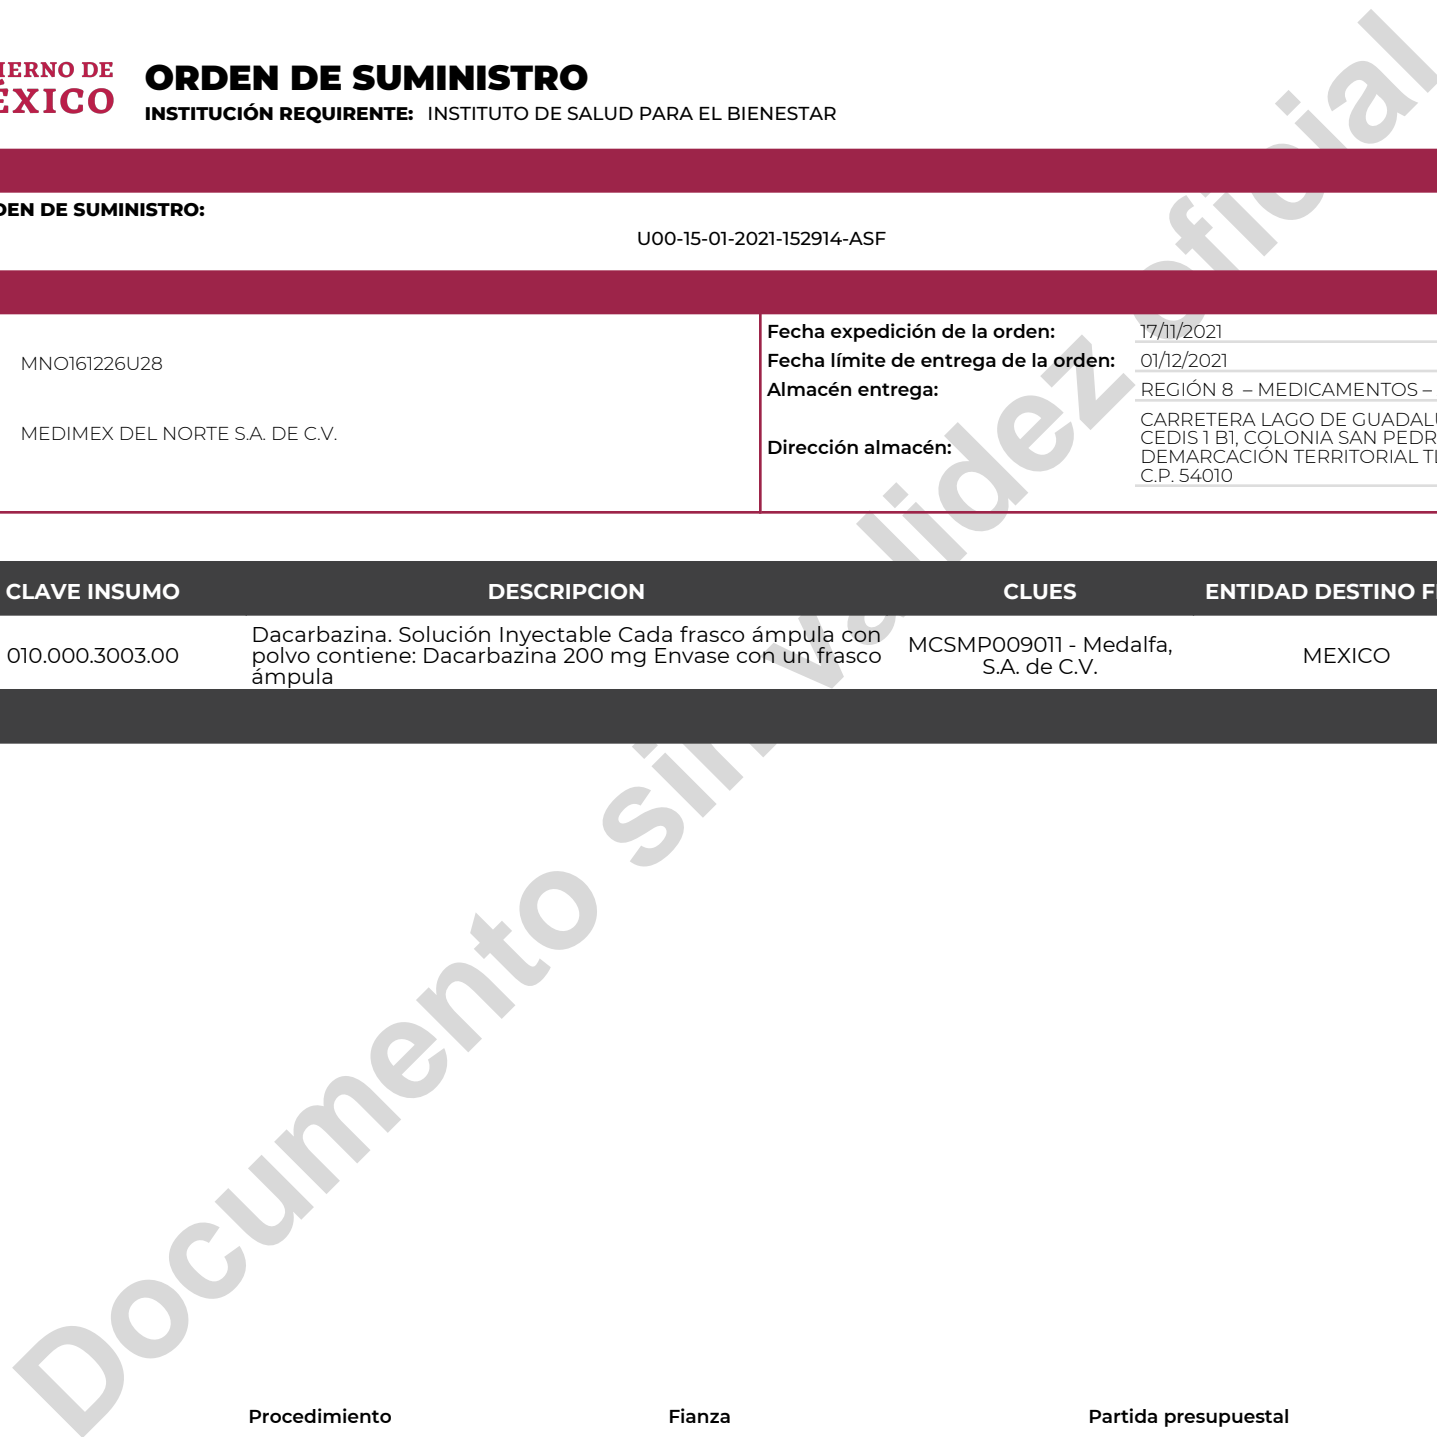 IERNO DE
ÉXICO
ORDEN DE SUMINISTRO
INSTITUCIÓN REQUIRENTE: INSTITUTO DE SALUD PARA EL BIENESTAR
DEN DE SUMINISTRO:
U00-15-01-2021-152914-ASF
MNO161226U28
MEDIMEX DEL NORTE S.A. DE C.V.
Fecha expedición de la orden: 17/11/2021
Fecha límite de entrega de la orden: 01/12/2021
Almacén entrega: REGIÓN 8 – MEDICAMENTOS –
Dirección almacén:
CARRETERA LAGO DE GUADALU
CEDIS 1 B1, COLONIA SAN PEDR
DEMARCACIÓN TERRITORIAL TL
C.P. 54010
CLAVE INSUMO DESCRIPCION CLUES ENTIDAD DESTINO FI
010.000.3003.00
Dacarbazina. Solución Inyectable Cada frasco ámpula con
polvo contiene: Dacarbazina 200 mg Envase con un frasco
ámpula
MCSMP009011 - Medalfa,
S.A. de C.V.
MEXICO
Documento sin validez oficial
Procedimiento Fianza Partida presupuestal